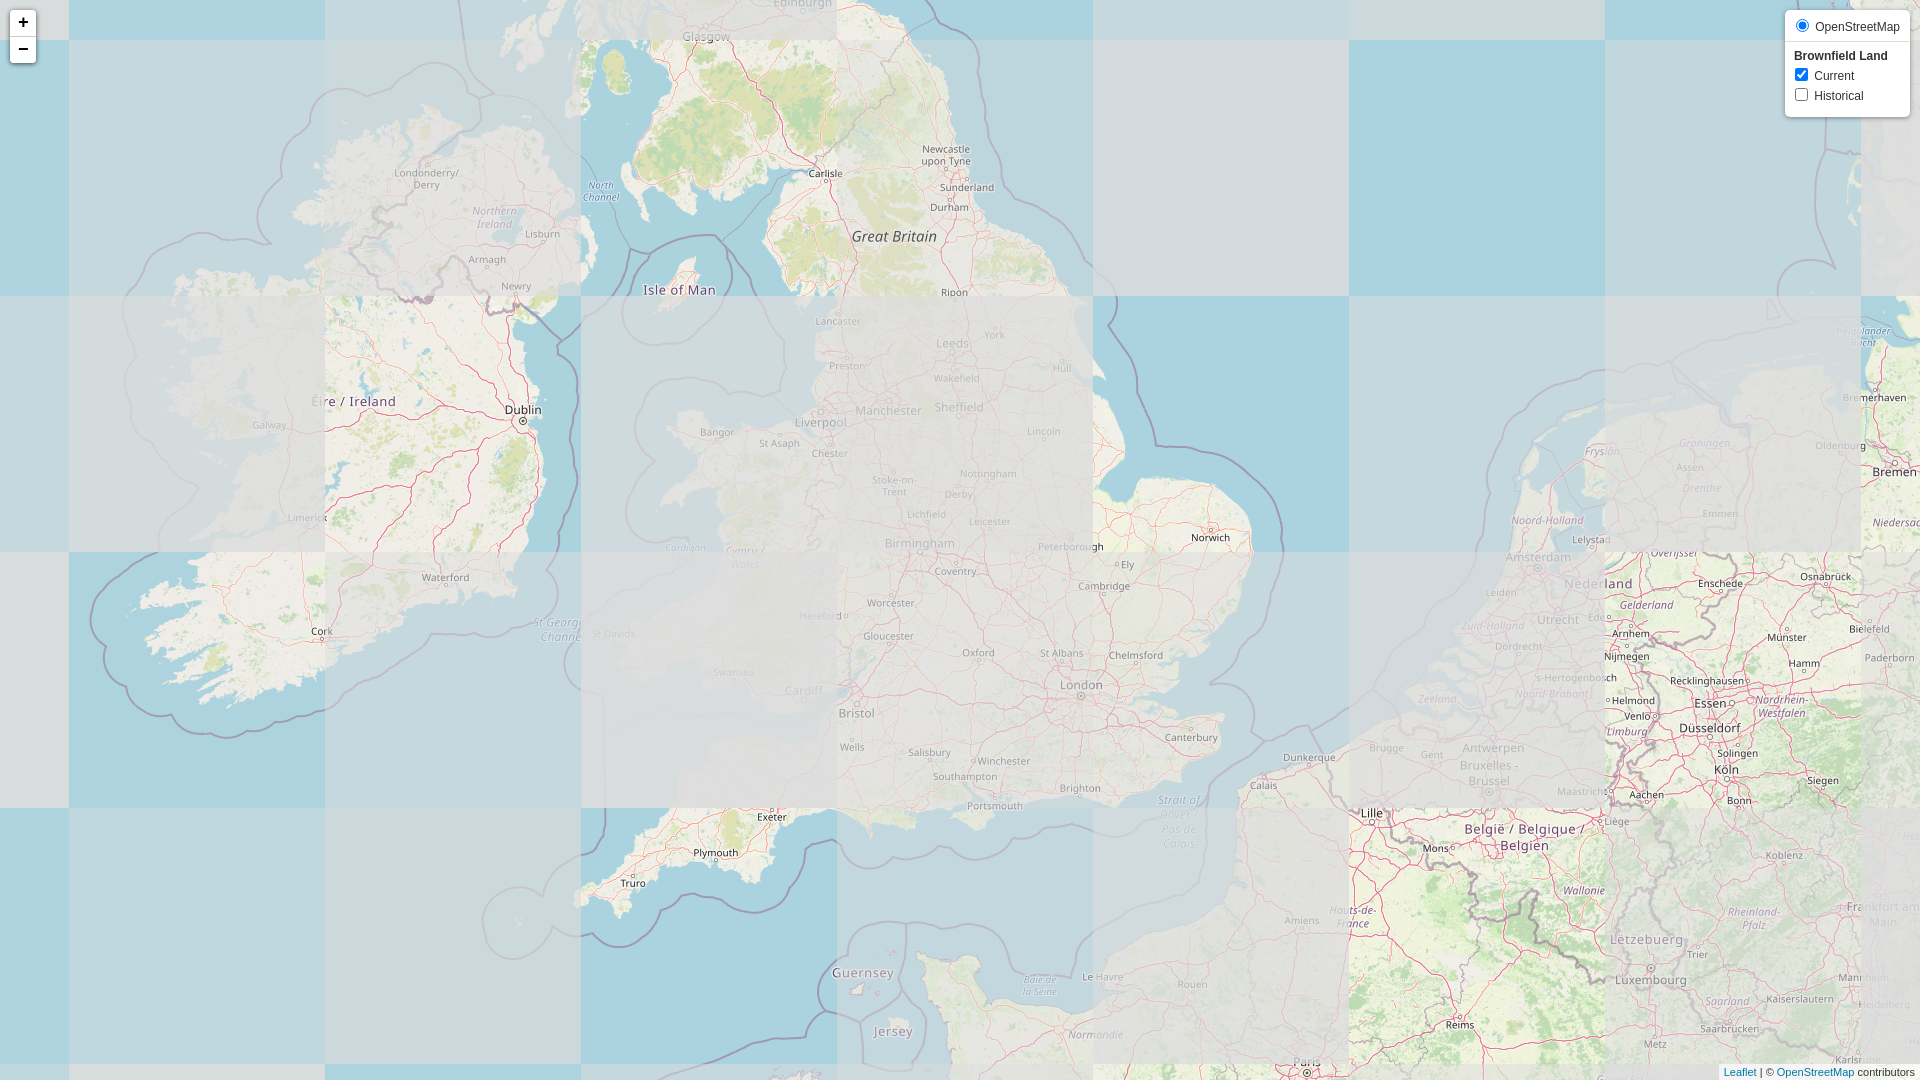 +
−
OpenStreetMap
Brownfield Land
Current
Historical
Edinburgh
Glasgow
Newcastle
upon Tyne
Londonderry/
Derry
Carlisle
Sunderland
North
Channel
Durham
Northern
Ireland
Lisburn
Great Britain
Armagh
Newry
Isle of Man
Ripon
Lancaster
York
Leeds
Preston
Hull
Wakefield
Éire / Ireland
Dublin
Manchester
Sheffield
Liverpool
Galway
Bangor
Lincoln
St Asaph
Chester
Nottingham
Stoke-on-
Trent
Derby
Limerick
Lichfield
Leicester
Norwich
Birmingham
Peterborough
Cardigan
Cymru /
Wales
Ely
Coventry
Waterford
Cambridge
Worcester
Hereford
Cork
St George
Channel
St Davids
Gloucester
Oxford
St Albans
Chelmsford
Swansea
London
Cardiff
Bristol
Canterbury
Wells
Salisbury
Winchester
Southampton
Brighton
Portsmouth
Exeter
Plymouth
Truro
Strait of
Dover /
Pas de
Calais
Dunkerque
Calais
Lille
Guernsey
Jersey
Baie de
la Seine
Le Havre
Rouen
Amiens
Hauts-de-
France
Normandie
Paris
Reims
Helgoländer
Bucht
Bremerhaven
Groningen
Oldenburg
Fryslân
Assen
Drenthe
Bremen
Emmen
Noord-Holland
Niedersac
Lelystad
Amsterdam
Overijssel
Nederland
Enschede
Osnabrück
Leiden
Utrecht
Ede
Gelderland
Zuid-Holland
Arnhem
Münster
Bielefeld
Dordrecht
Nijmegen
Hamm
Paderborn
's-Hertogenbosch
Recklinghausen
Zeeland
Noord-Brabant
Helmond
Essen
Nordrhein-
Westfalen
Venlo
Düsseldorf
Limburg
Brugge
Gent
Antwerpen
Solingen
Bruxelles -
Brussel
Köln
Siegen
Maastricht
Aachen
Bonn
Liège
België / Belgique /
Belgien
Mons
Koblenz
Wallonie
Rheinland-
Pfalz
Frankfurt am
Main
Lëtzebuerg
Trier
Luxembourg
Mannheim
Kaiserslautern
Saarland
Heidelberg
Saarbrücken
Metz
Karlsr
Leaflet | © OpenStreetMap contributors